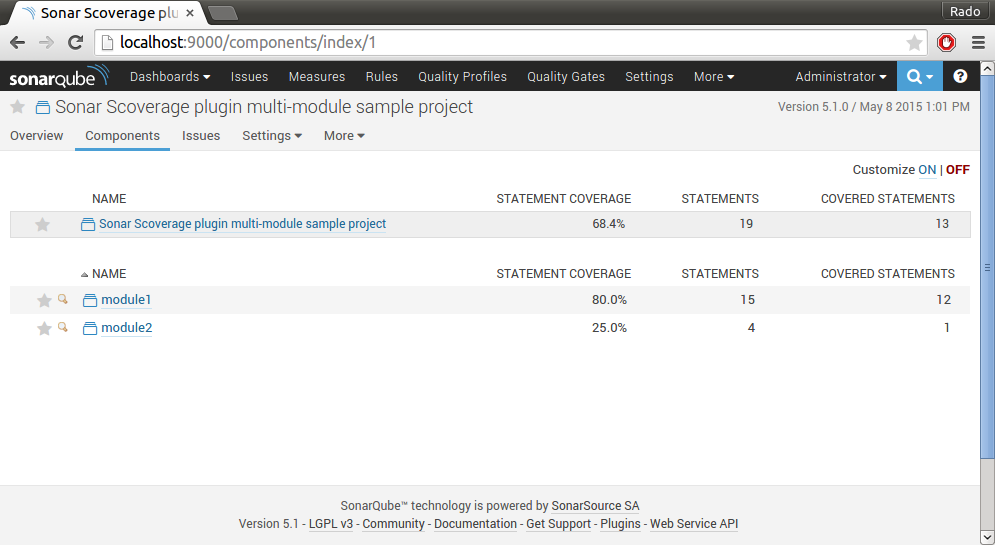 Sonar Scoverage plu
Rado
localhost:9000/components/index/1
sonarqube Dashboards Issues Measures Rules Quality Profiles Quality Gates Settings More Administrator ?
Sonar Scoverage plugin multi-module sample project Version 5.1.0 / May 8 2015 1:01 PM
Overview Components Issues Settings More
Customize ON | OFF
NAME STATEMENT COVERAGE STATEMENTS COVERED STATEMENTS
Sonar Scoverage plugin multi-module sample project 68.4% 19 13
NAME STATEMENT COVERAGE STATEMENTS COVERED STATEMENTS
module1 80.0% 15 12
module2 25.0% 4 1
SonarQube™ technology is powered by SonarSource SA
Version 5.1 - LGPL v3 - Community - Documentation - Get Support - Plugins - Web Service API